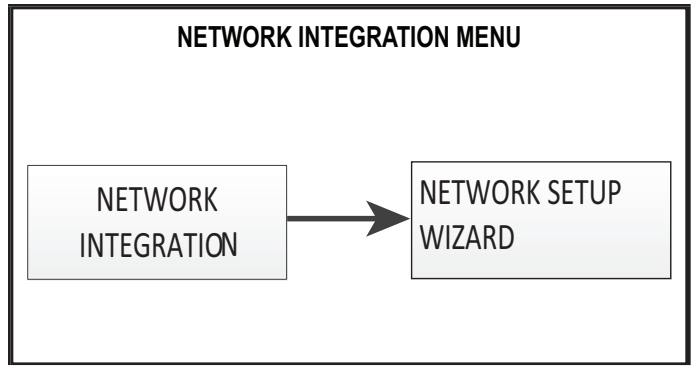 NETWORK INTEGRATION MENU
NETWORK
INTEGRATION
NETWORK SETUP
WIZARD